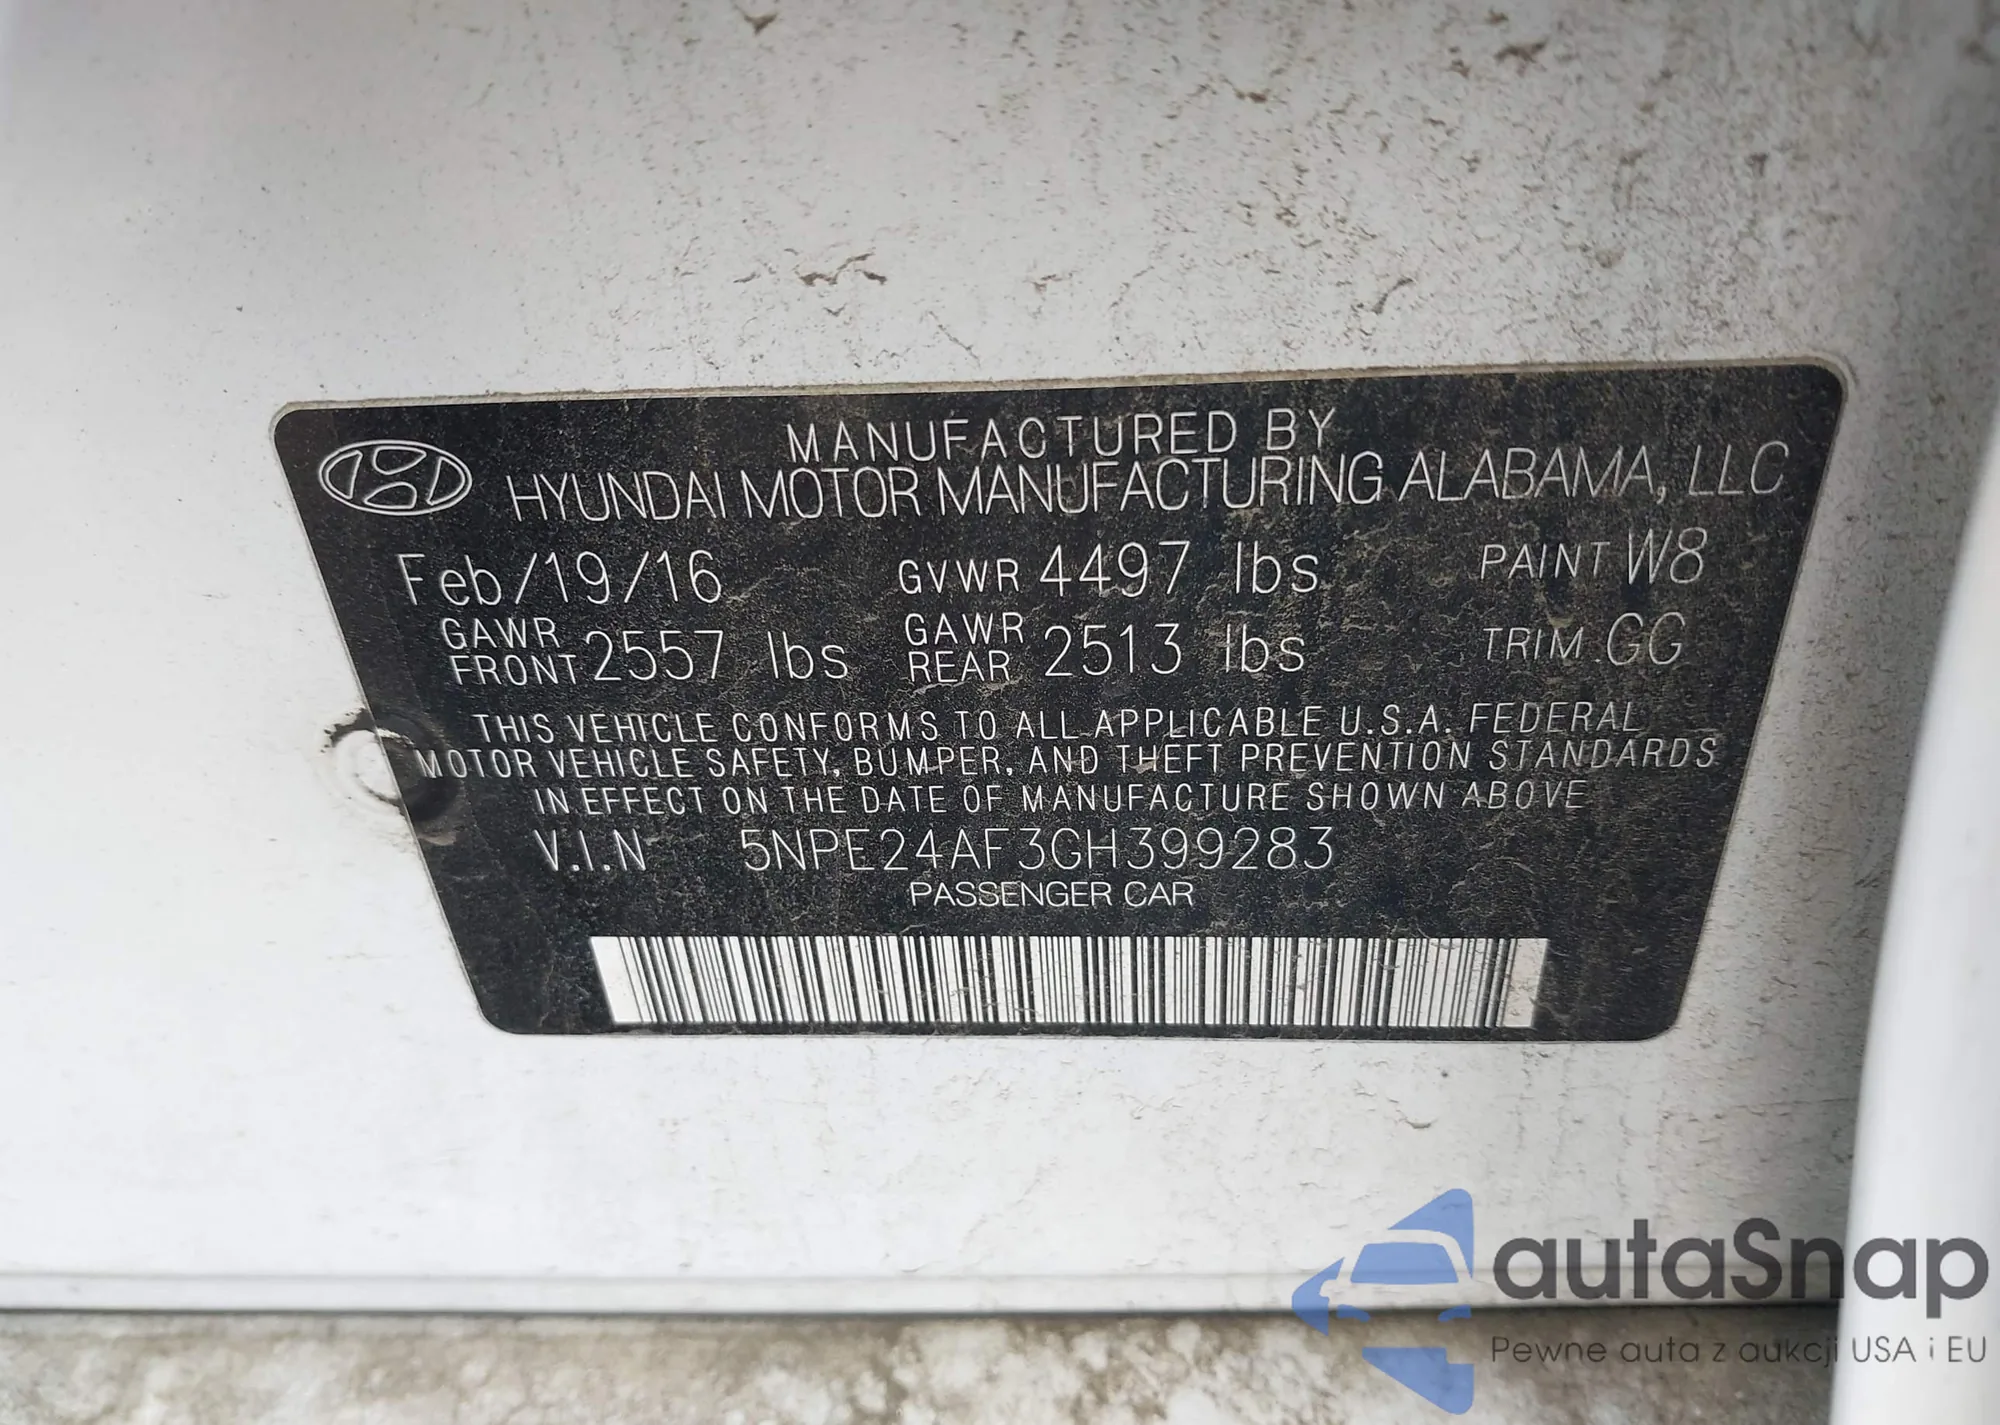 MANUFACTURED BY
HYUNDAI MOTOR MANUFACTURING ALABAMA, LLC
Feb/19/16 GVWR 4497 lbs PAINT W8
GAWR FRONT 2557 lbs GAWR REAR 2513 lbs TRIM GG
THIS VEHICLE CONFORMS TO ALL APPLICABLE U.S.A. FEDERAL
MOTOR VEHICLE SAFETY, BUMPER, AND THEFT PREVENTION STANDARDS
IN EFFECT ON THE DATE OF MANUFACTURE SHOWN ABOVE
V.I.N 5NPE24AF3GH399283
PASSENGER CAR
autaSnap
Pewne auta z aukcji USA i EU